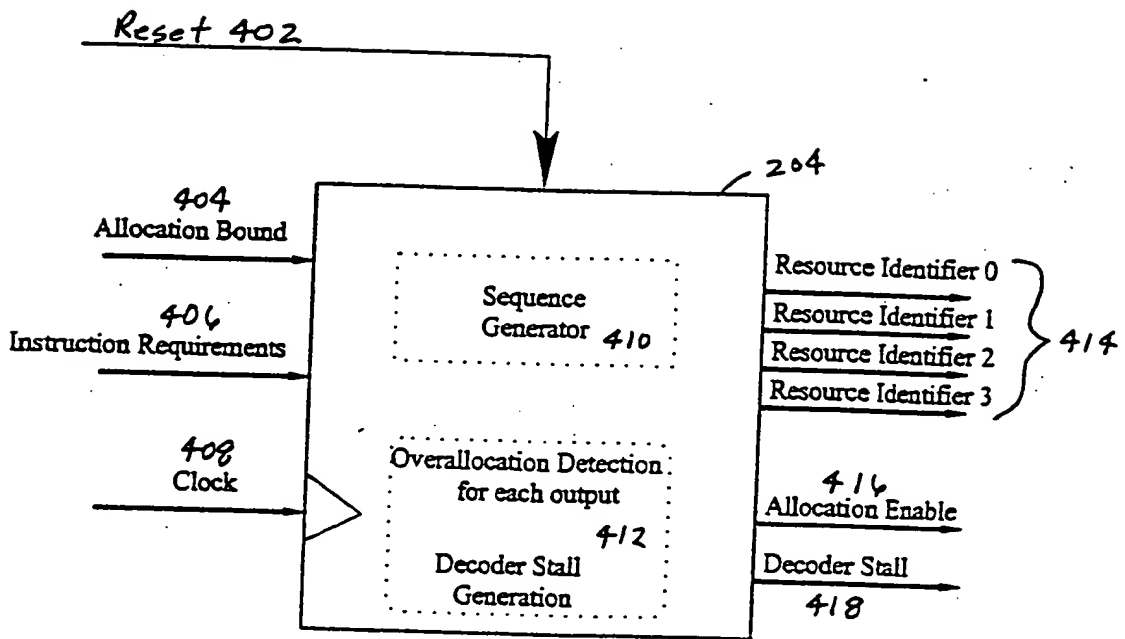 Reset 402
204
404
Allocation Bound
406
Instruction Requirements
408
Clock
Sequence
Generator 410
Overallocation Detection
for each output
412
Decoder Stall
Generation
Resource Identifier 0
Resource Identifier 1
Resource Identifier 2
Resource Identifier 3
414
416
Allocation Enable
Decoder Stall
418